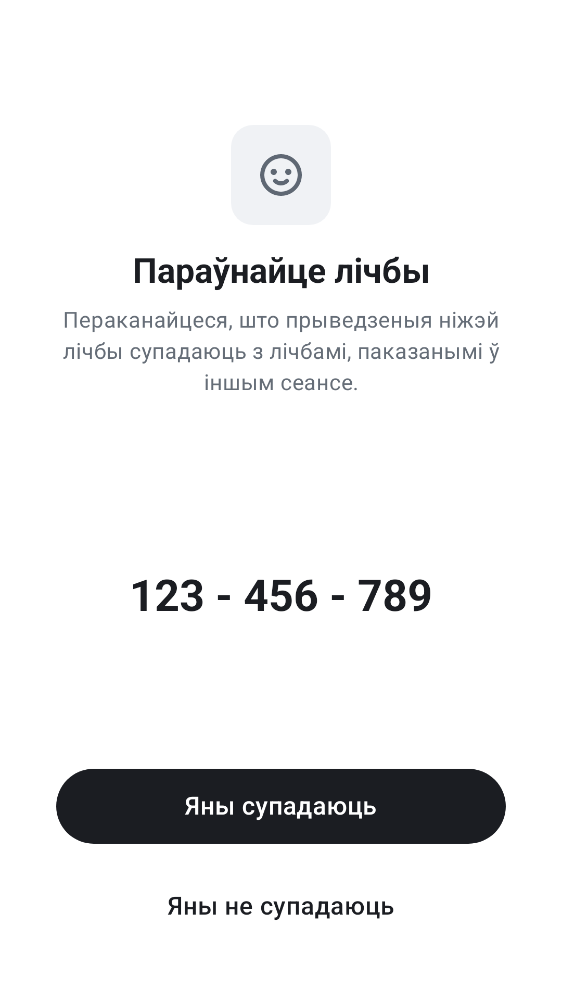 Параўнайце лічбы
Пераканайцеся, што прыведзеныя ніжэй
лічбы супадаюць з лічбамі, паказанымі ў
іншым сеансе.
123 - 456 - 789
Яны супадаюць
Яны не супадаюць